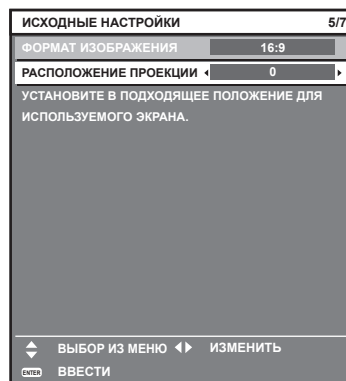 ИСХОДНЫЕ НАСТРОЙКИ 5/7
ФОРМАТ ИЗОБРАЖЕНИЯ 16:9
РАСПОЛОЖЕНИЕ ПРОЕКЦИИ 0
УСТАНОВИТЕ В ПОДХОДЯЩЕЕ ПОЛОЖЕНИЕ ДЛЯ
ИСПОЛЬЗУЕМОГО ЭКРАНА.
ВЫБОР ИЗ МЕНЮ ИЗМЕНИТЬ
ENTER ВВЕСТИ